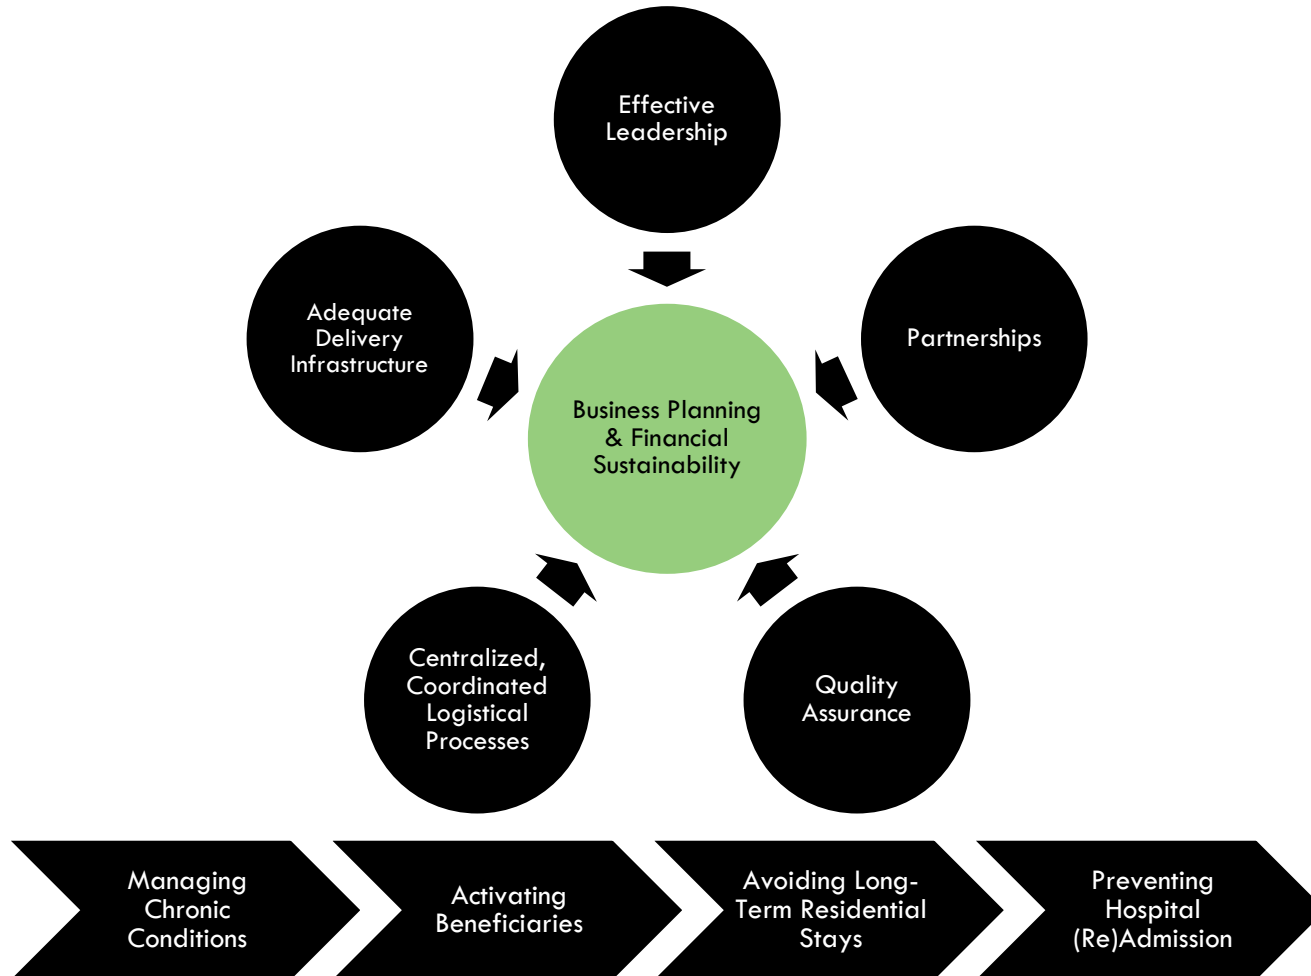 Effective
Leadership
Adequate
Delivery
Infrastructure
Partnerships
Business Planning
& Financial
Sustainability
Centralized,
Coordinated
Logistical
Processes
Quality
Assurance
Managing
Chronic
Conditions
Activating
Beneficiaries
Avoiding Long-
Term Residential
Stays
Preventing
Hospital
(Re)Admission